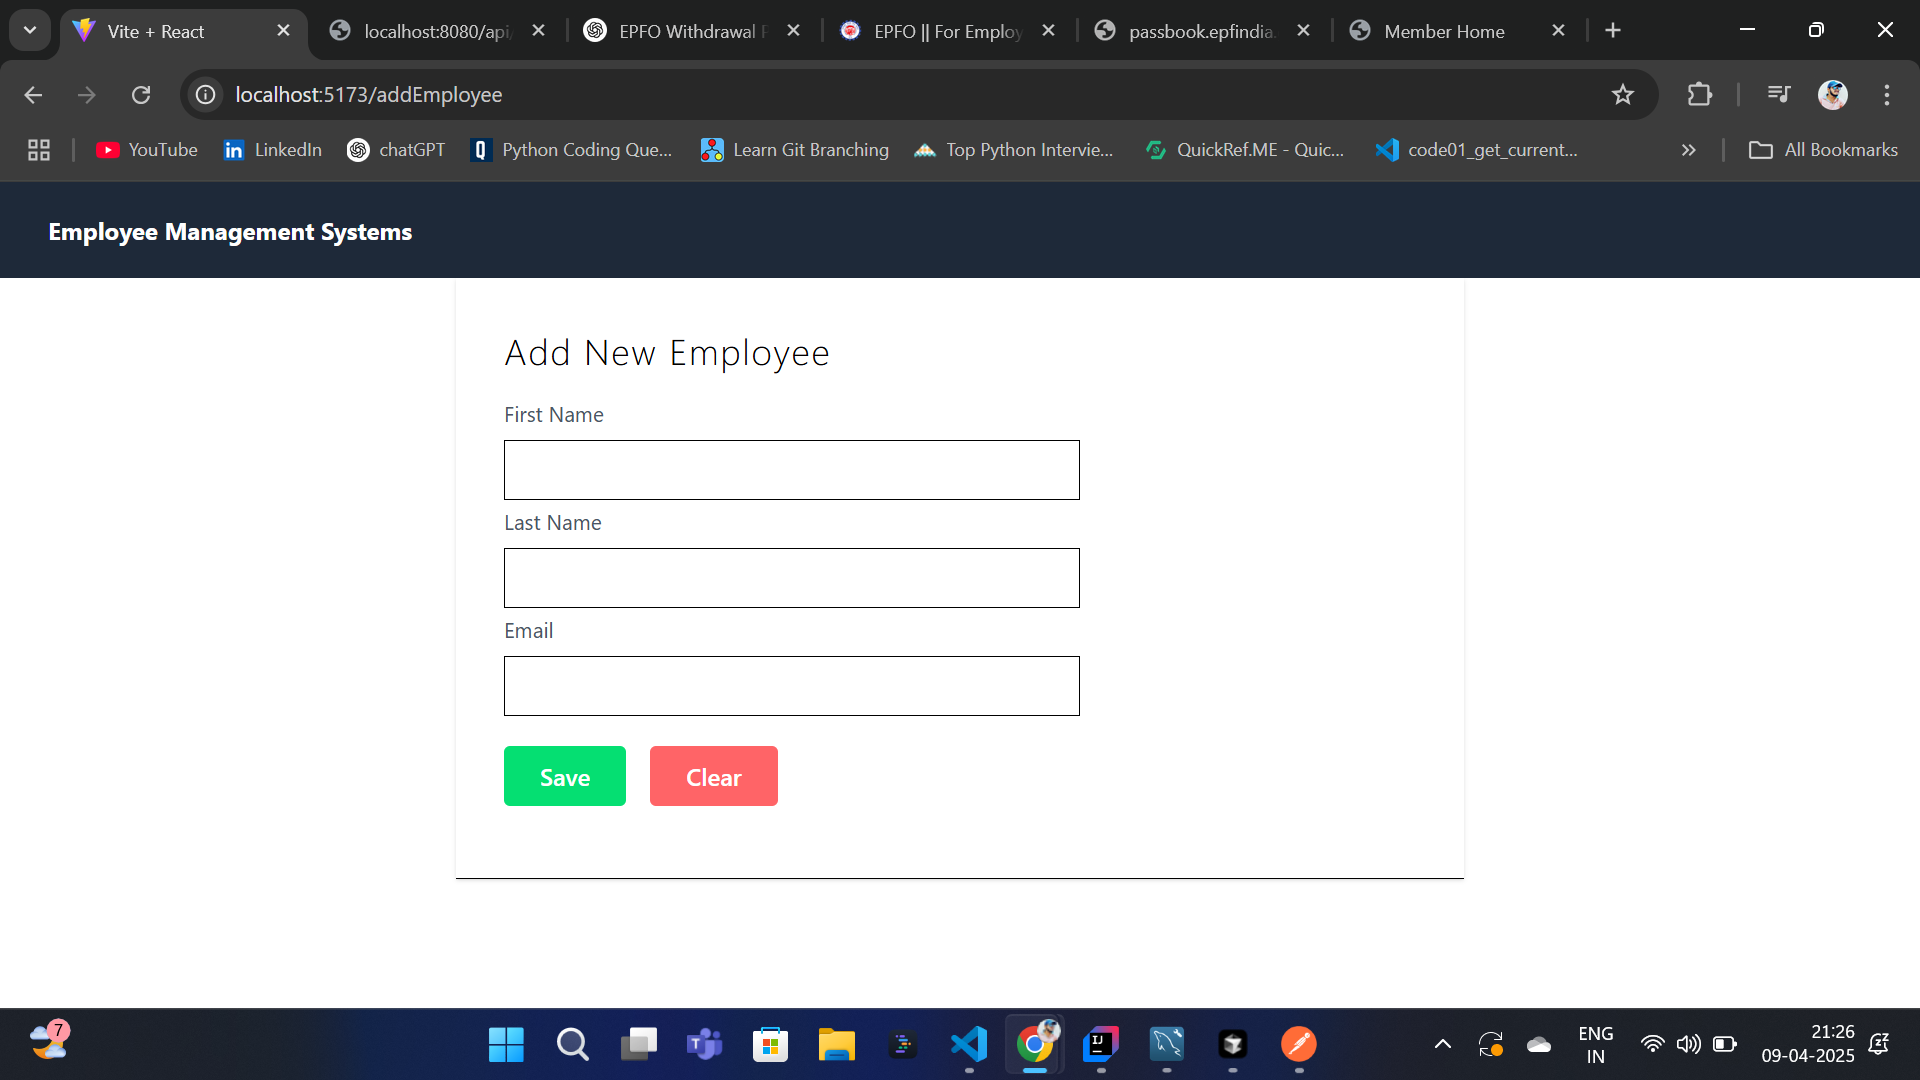 Vite + React
localhost:8080/api/
EPFO Withdrawal P
EPFO || For Employ
passbook.epfindia.
Member Home
localhost:5173/addEmployee
YouTube
LinkedIn
chatGPT
Python Coding Que...
Learn Git Branching
Top Python Intervie...
QuickRef.ME - Quic...
code01_get_current...
All Bookmarks
Employee Management Systems
Add New Employee
First Name
Last Name
Email
Save
Clear
7
ENG
IN
21:26
09-04-2025